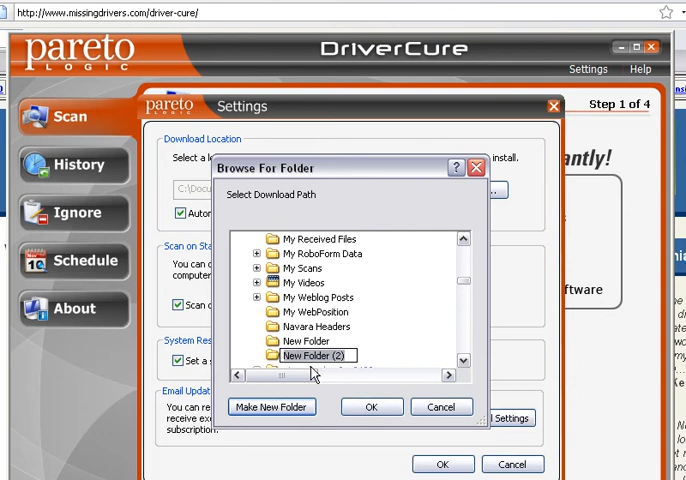 http://www.missingdrivers.com/driver-cure/
pareto
LOGIC
DriverCure
Settings
Help
Scan
History
Ignore
Schedule
About
pareto
LOGIC
Settings
Step 1 of 4
Download Location
Select a
install.
C:\Docu
...
Auto
Scan on Sta
You can
computer
Scan
System Res
Set a s
Email Updat
You can re
receive exc
subscription.
Settings
OK
Cancel
antly!
ftware
Browse For Folder
Select Download Path
My Received Files
My RoboForm Data
My Scans
My Videos
My Weblog Posts
My WebPosition
Navara Headers
New Folder
New Folder (2)
Make New Folder
OK
Cancel